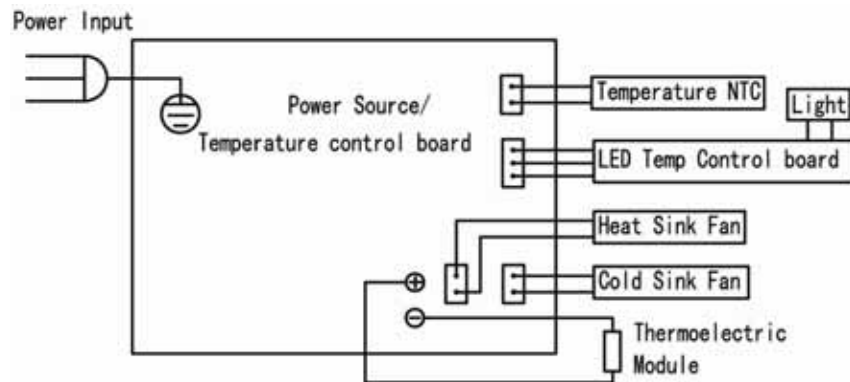 Power Input
Power Source/
Temperature control board
Temperature NTC
Light
LED Temp Control board
Heat Sink Fan
Cold Sink Fan
Thermoelectric
Module